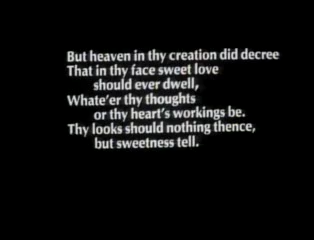 But heaven in thy creation did decree
That in thy face sweet love
should ever dwell,
Whate'er thy thoughts
or thy heart's workings be.
Thy looks should nothing thence,
but sweetness tell.